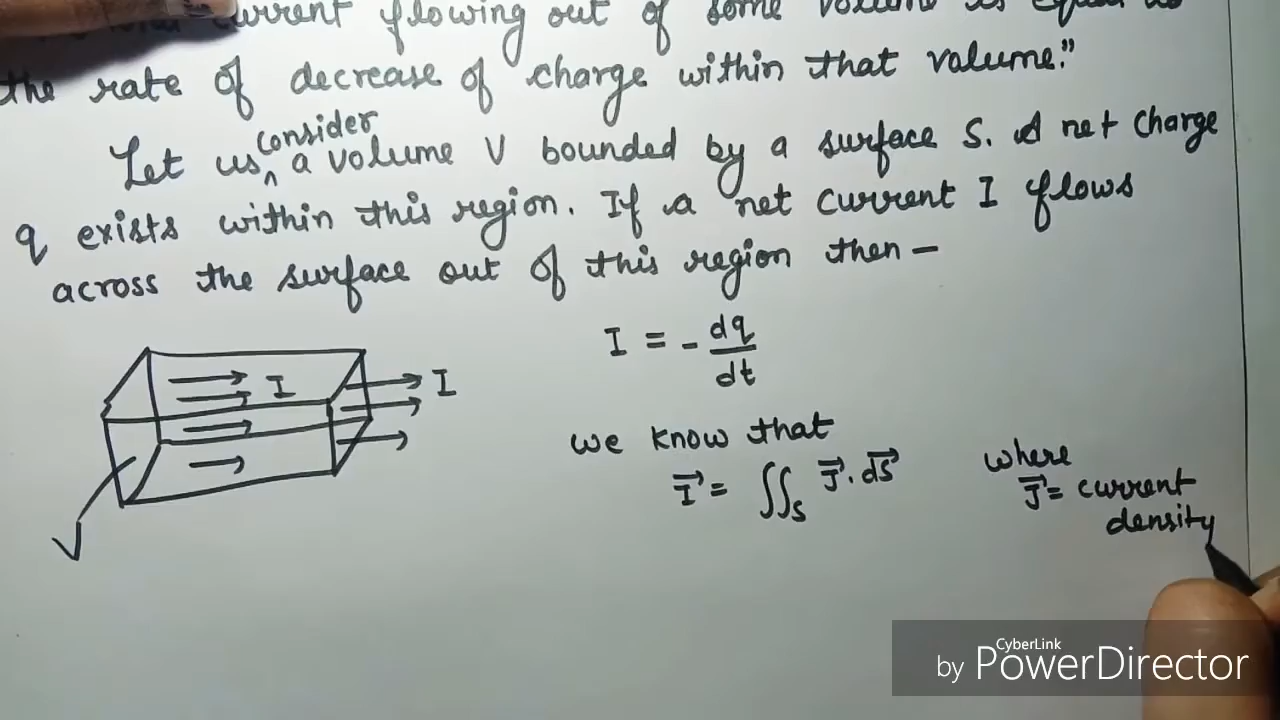 current flowing out of some volume is equal to
the rate of decrease of charge within that volume."
Let us consider a volume V bounded by a surface S. A net charge
q exists within this region. If a net current I flows
across the surface out of this region then –
I = - dq/dt
I
I
V
we know that
I⃗ = ∬_S J⃗. dS⃗
where
J⃗ = current
density
CyberLink
by PowerDirector